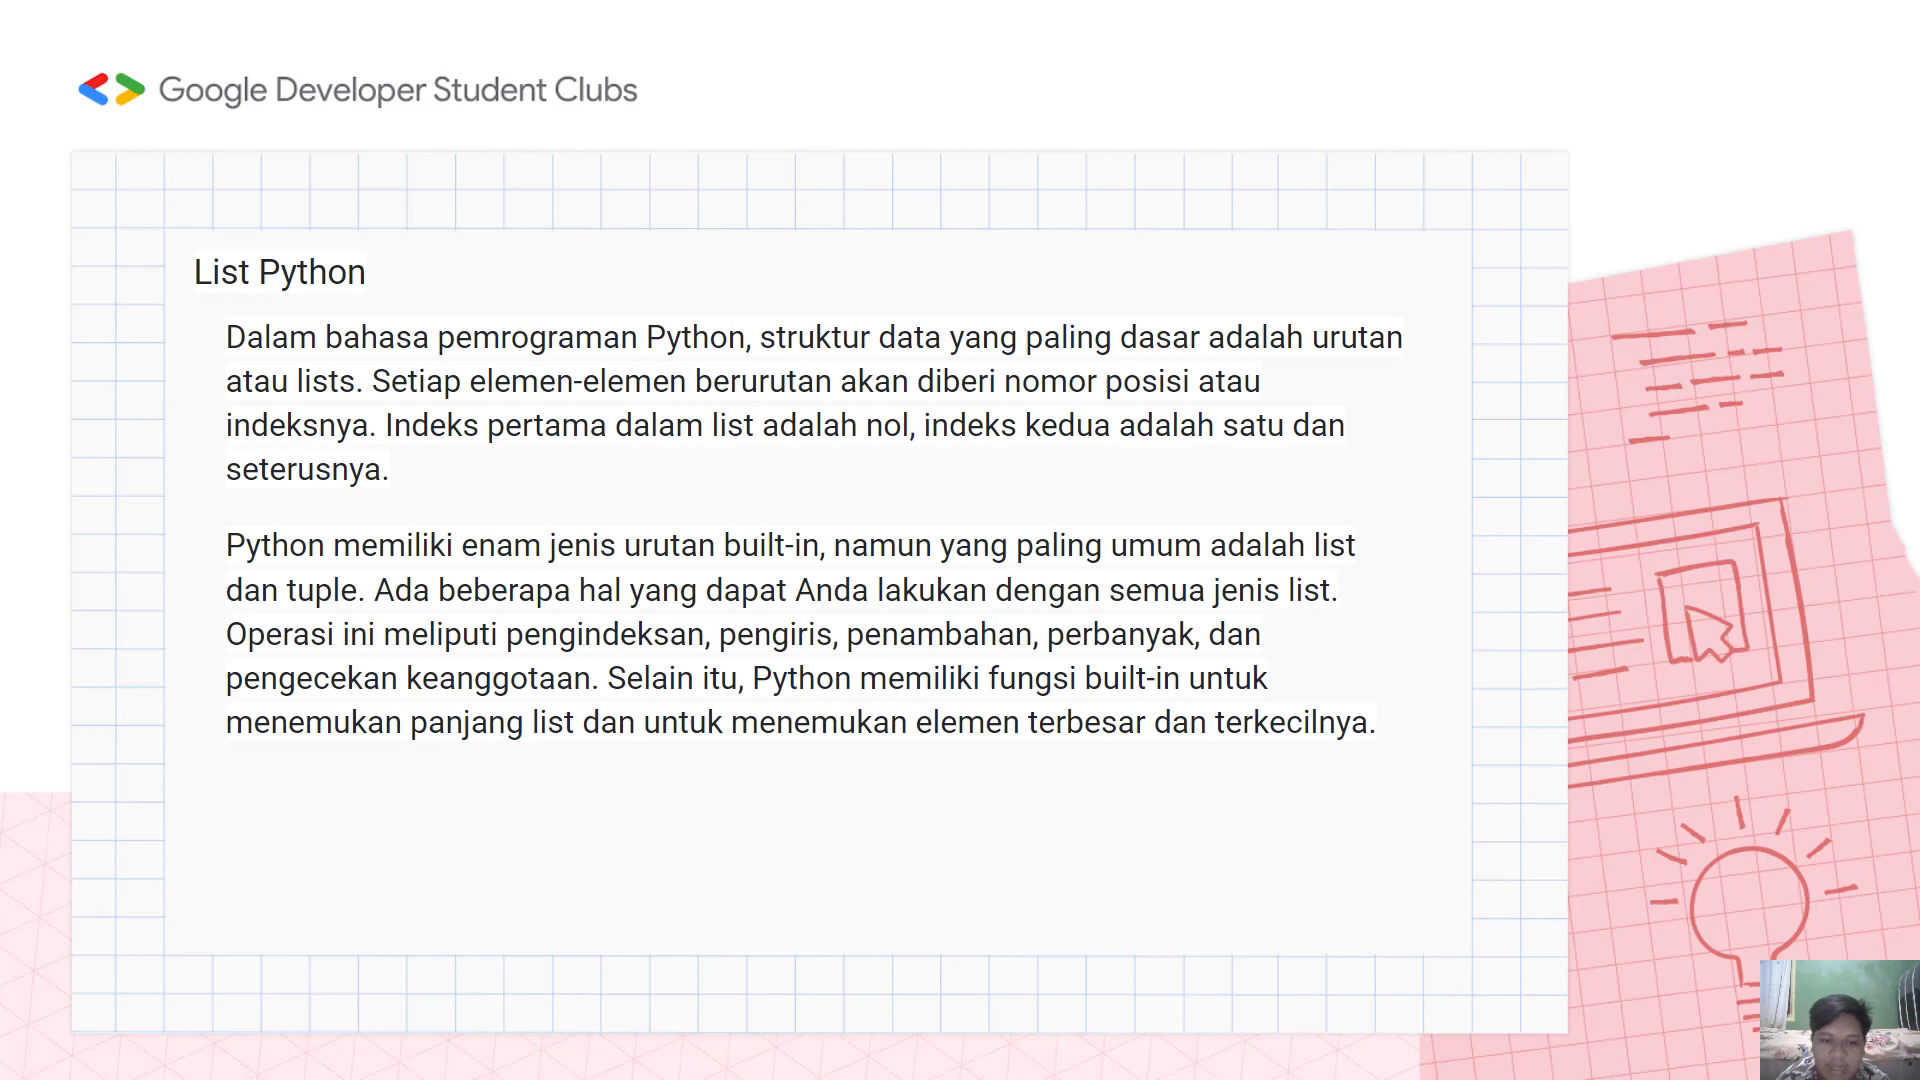 Google Developer Student Clubs
List Python
Dalam bahasa pemrograman Python, struktur data yang paling dasar adalah urutan
atau lists. Setiap elemen-elemen berurutan akan diberi nomor posisi atau
indeksnya. Indeks pertama dalam list adalah nol, indeks kedua adalah satu dan
seterusnya.
Python memiliki enam jenis urutan built-in, namun yang paling umum adalah list
dan tuple. Ada beberapa hal yang dapat Anda lakukan dengan semua jenis list.
Operasi ini meliputi pengindeksan, pengiris, penambahan, perbanyak, dan
pengecekan keanggotaan. Selain itu, Python memiliki fungsi built-in untuk
menemukan panjang list dan untuk menemukan elemen terbesar dan terkecilnya.